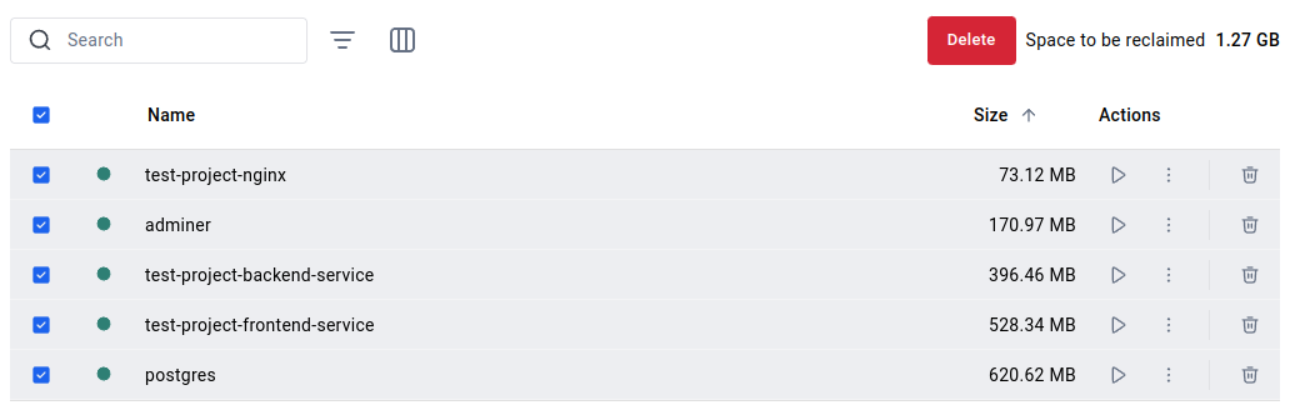 Search Delete Space to be reclaimed 1.27 GB
Name Size Actions
test-project-nginx 73.12 MB
adminer 170.97 MB
test-project-backend-service 396.46 MB
test-project-frontend-service 528.34 MB
postgres 620.62 MB